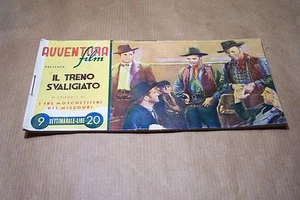 AVVENTURA
film
PRESENTA
IL TRENO
SVALIGIATO
I TRE MOSCHETTIERI
DEL MISSOURI
9 SETTIMANALE-LIRE 20